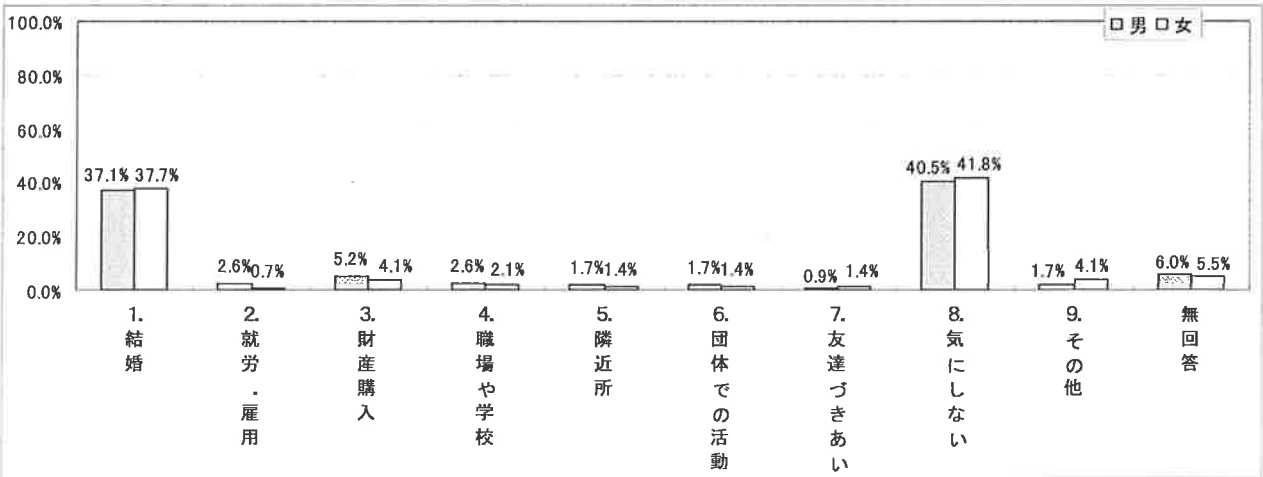 100.0%
80.0%
60.0%
40.0%
20.0%
0.0%
男 女
37.1% 37.7%
2.6% 0.7%
5.2% 4.1%
2.6% 2.1%
1.7% 1.4%
1.7% 1.4%
0.9% 1.4%
40.5% 41.8%
1.7% 4.1%
6.0% 5.5%
1.結婚
2.就労.雇用
3.財産購入
4.職場や学校
5.隣近所
6.団体での活動
7.友達づきあい
8.気にしない
9.その他
無回答